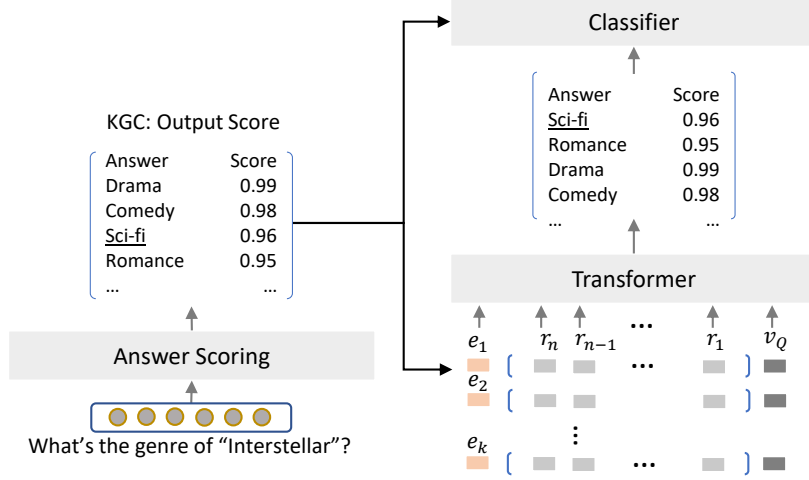 Classifier
Answer Score
Sci-fi 0.96
Romance 0.95
Drama 0.99
Comedy 0.98
... ...
KGC: Output Score
Answer Score
Drama 0.99
Comedy 0.98
Sci-fi 0.96
Romance 0.95
... ...
Transformer
Answer Scoring
What's the genre of “Interstellar”?
e₁ rₙ rₙ₋₁ ... r₁ v_Q
...
e₂
⋮
eₖ ...